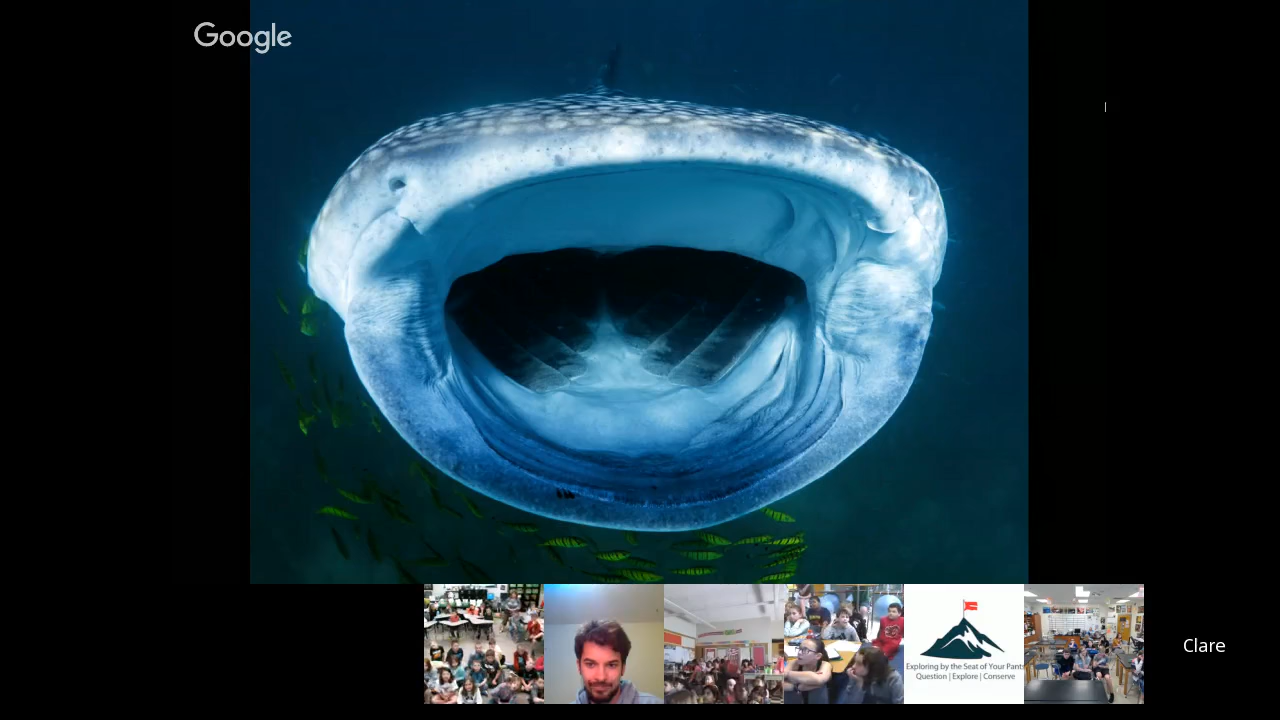 Google
Exploring by the Seat of Your Pants
Question | Explore | Conserve
Clare